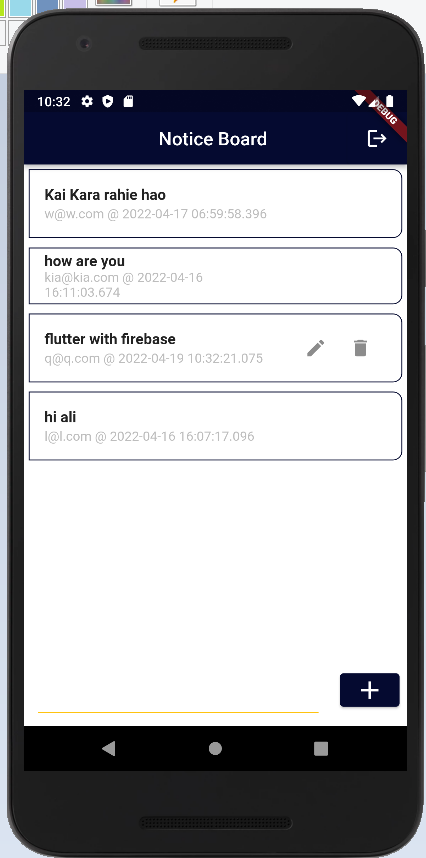 10:32
DEBUG
Notice Board
Kai Kara rahie hao
w@w.com @ 2022-04-17 06:59:58.396
how are you
kia@kia.com @ 2022-04-16
16:11:03.674
flutter with firebase
q@q.com @ 2022-04-19 10:32:21.075
hi ali
l@l.com @ 2022-04-16 16:07:17.096